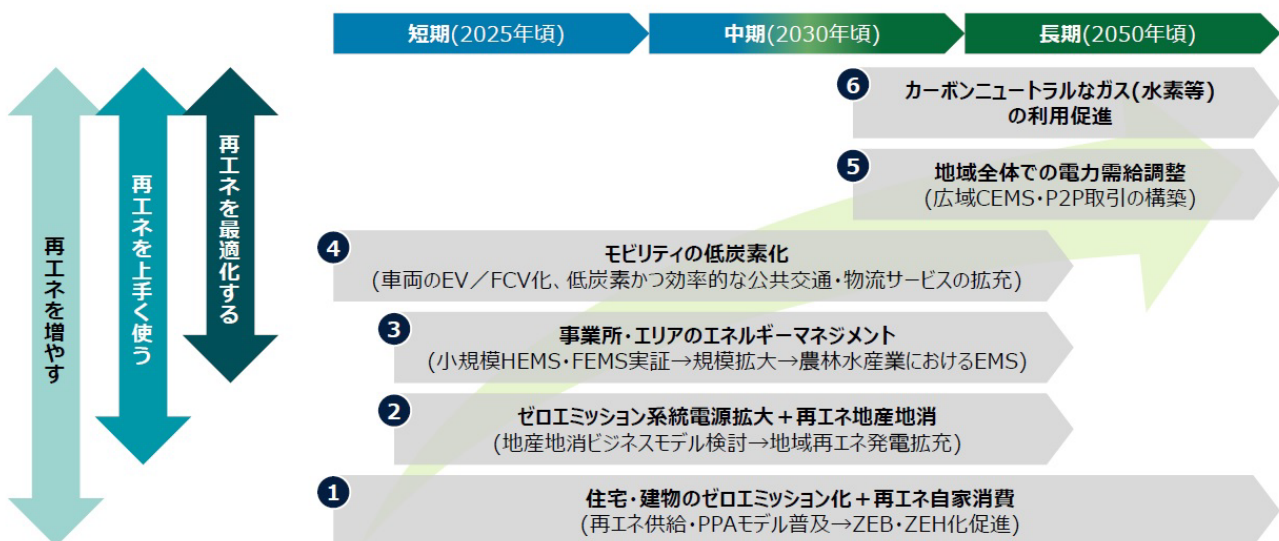 短期(2025年頃)
中期(2030年頃)
長期(2050年頃)
再エネを増やす
再エネを上手く使う
再エネを最適化する
6
カーボンニュートラルなガス(水素等)
の利用促進
5
地域全体での電力需給調整
(広域CEMS・P2P取引の構築)
4
モビリティの低炭素化
(車両のEV/FCV化、低炭素かつ効率的な公共交通・物流サービスの拡充)
3
事業所・エリアのエネルギーマネジメント
(小規模HEMS・FEMS実証→規模拡大→農林水産業におけるEMS)
2
ゼロエミッション系統電源拡大+再エネ地産地消
(地産地消ビジネスモデル検討→地域再エネ発電拡充)
1
住宅・建物のゼロエミッション化+再エネ自家消費
(再エネ供給・PPAモデル普及→ZEB・ZEH化促進)